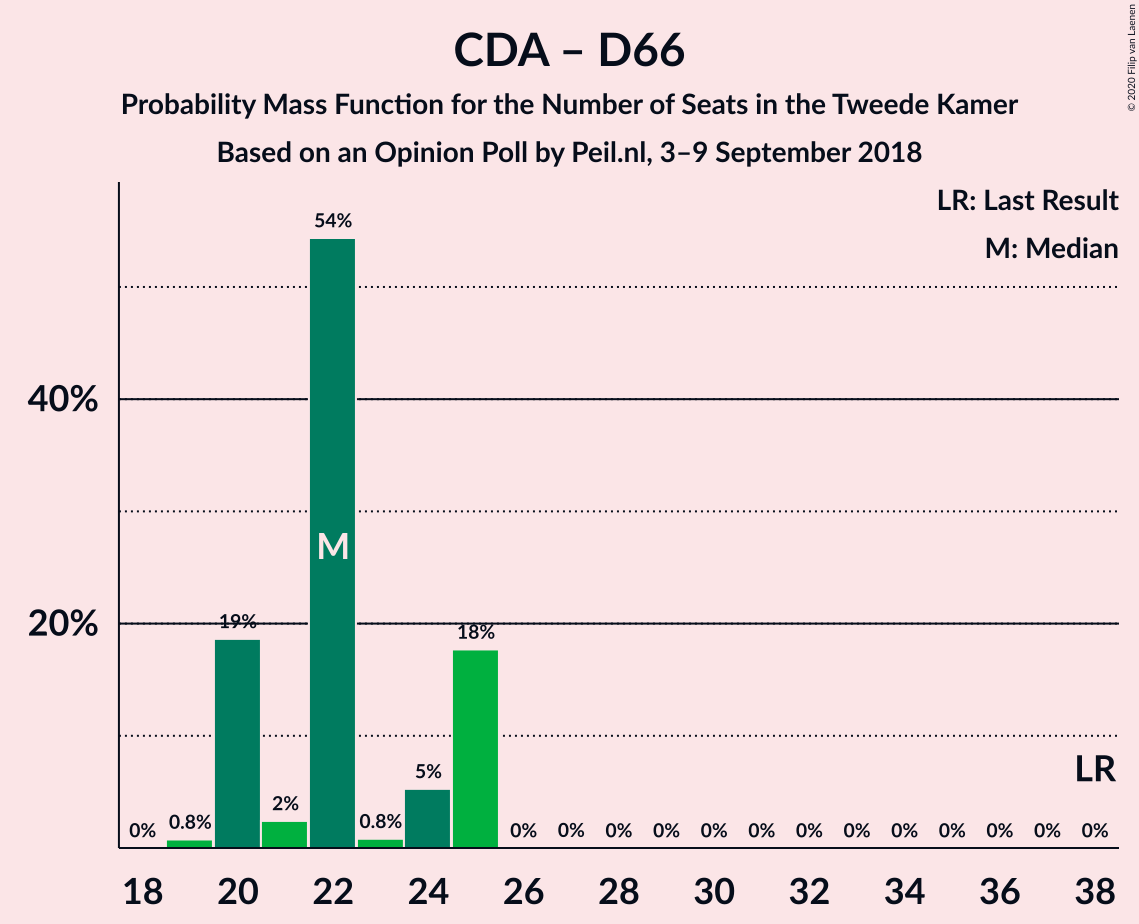 CDA – D66
Probability Mass Function for the Number of Seats in the Tweede Kamer
Based on an Opinion Poll by Peil.nl, 3–9 September 2018
© 2020 Filip van Laenen
LR: Last Result
M: Median
54%
40%
M
20%
19%
18%
LR
5%
2%
0% 0.8% 0.8% 0% 0% 0% 0% 0% 0% 0% 0% 0% 0% 0% 0% 0%
18 20 22 24 26 28 30 32 34 36 38